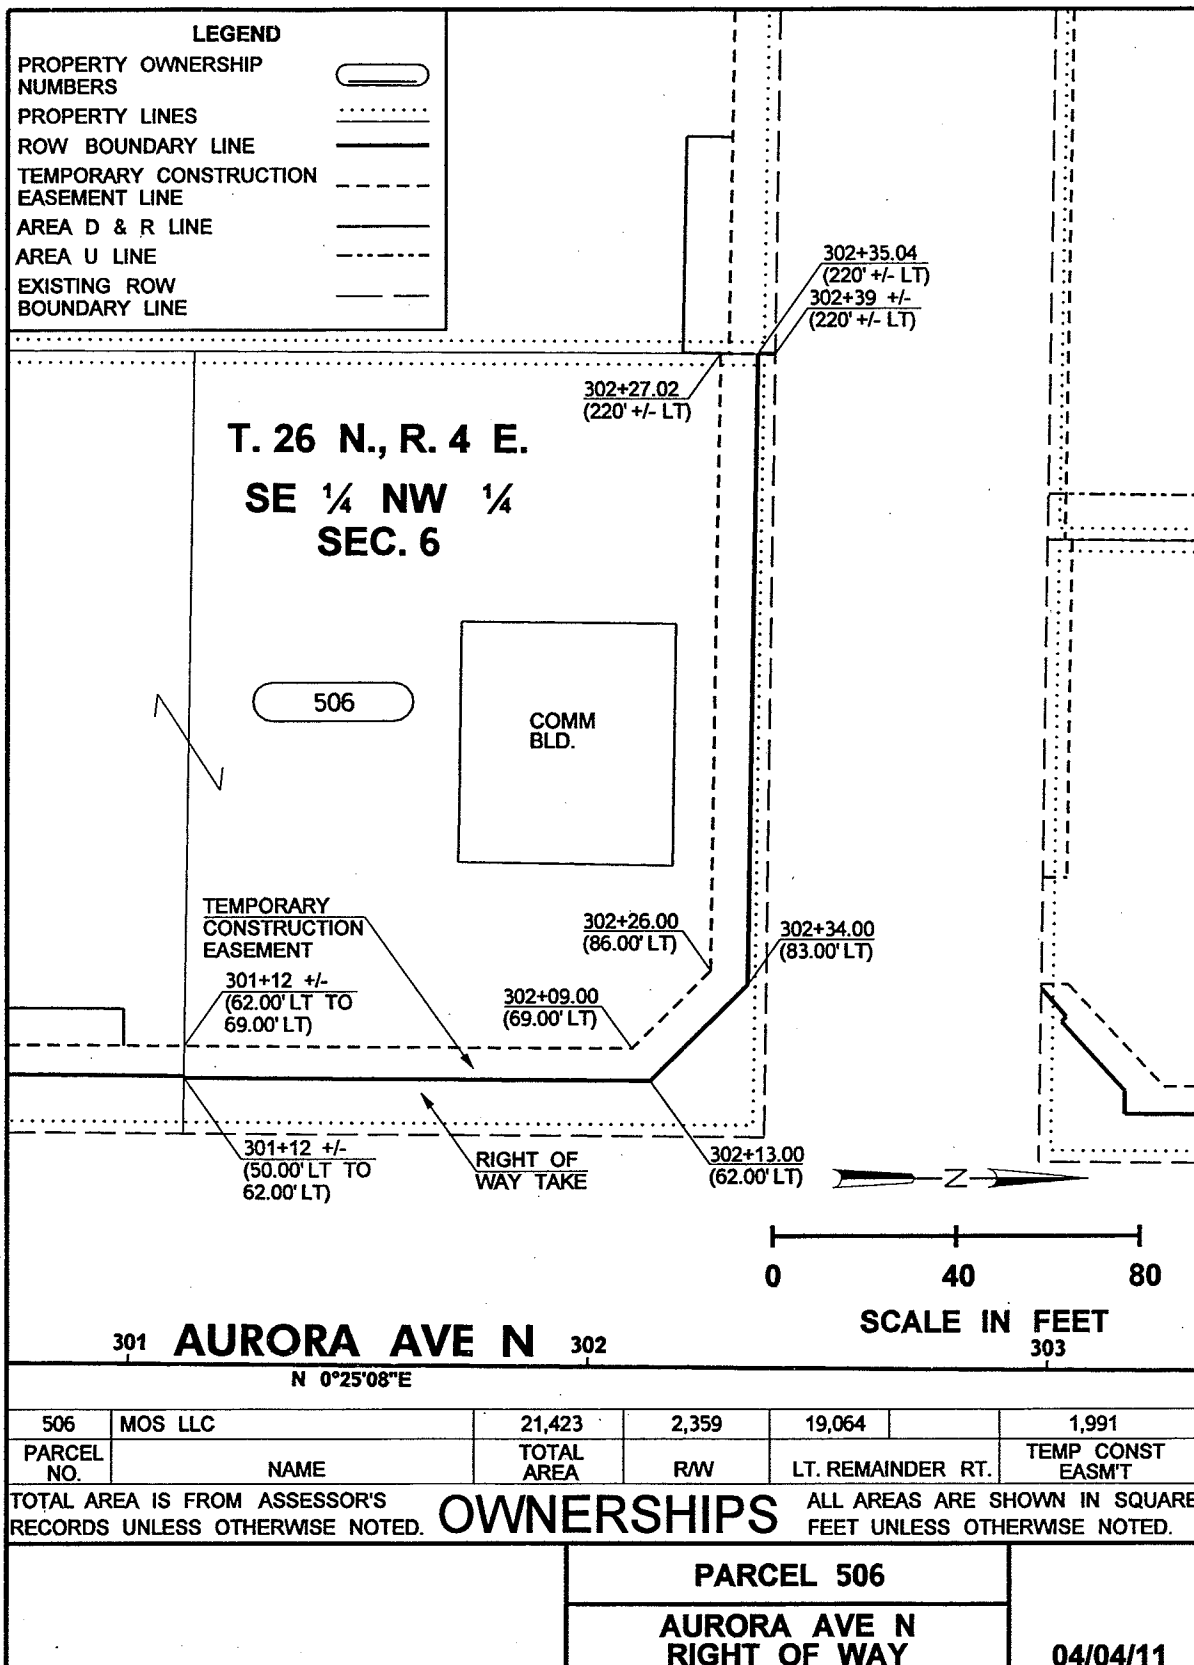 LEGEND
PROPERTY OWNERSHIP
NUMBERS
PROPERTY LINES
ROW BOUNDARY LINE
TEMPORARY CONSTRUCTION
EASEMENT LINE
AREA D & R LINE
AREA U LINE
EXISTING ROW
BOUNDARY LINE
302+35.04
(220' +/- LT)
302+39 +/-
(220' +/- LT)
302+27.02
(220' +/- LT)
T. 26 N., R. 4 E.
SE ¼ NW ¼
SEC. 6
506
COMM
BLD.
TEMPORARY
CONSTRUCTION
EASEMENT
301+12 +/-
(62.00' LT TO
69.00' LT)
302+26.00
(86.00' LT)
302+34.00
(83.00' LT)
302+09.00
(69.00' LT)
301+12 +/-
(50.00' LT TO
62.00' LT)
RIGHT OF
WAY TAKE
302+13.00
(62.00' LT)
N
0 40 80
SCALE IN FEET
301 AURORA AVE N 302 303
N 0°25'08"E
506 MOS LLC 21,423 2,359 19,064 1,991
PARCEL
NO.
NAME
TOTAL
AREA
R/W
LT. REMAINDER RT.
TEMP CONST
EASM'T
TOTAL AREA IS FROM ASSESSOR'S
RECORDS UNLESS OTHERWISE NOTED.
OWNERSHIPS
ALL AREAS ARE SHOWN IN SQUARE
FEET UNLESS OTHERWISE NOTED.
PARCEL 506
AURORA AVE N
RIGHT OF WAY
04/04/11